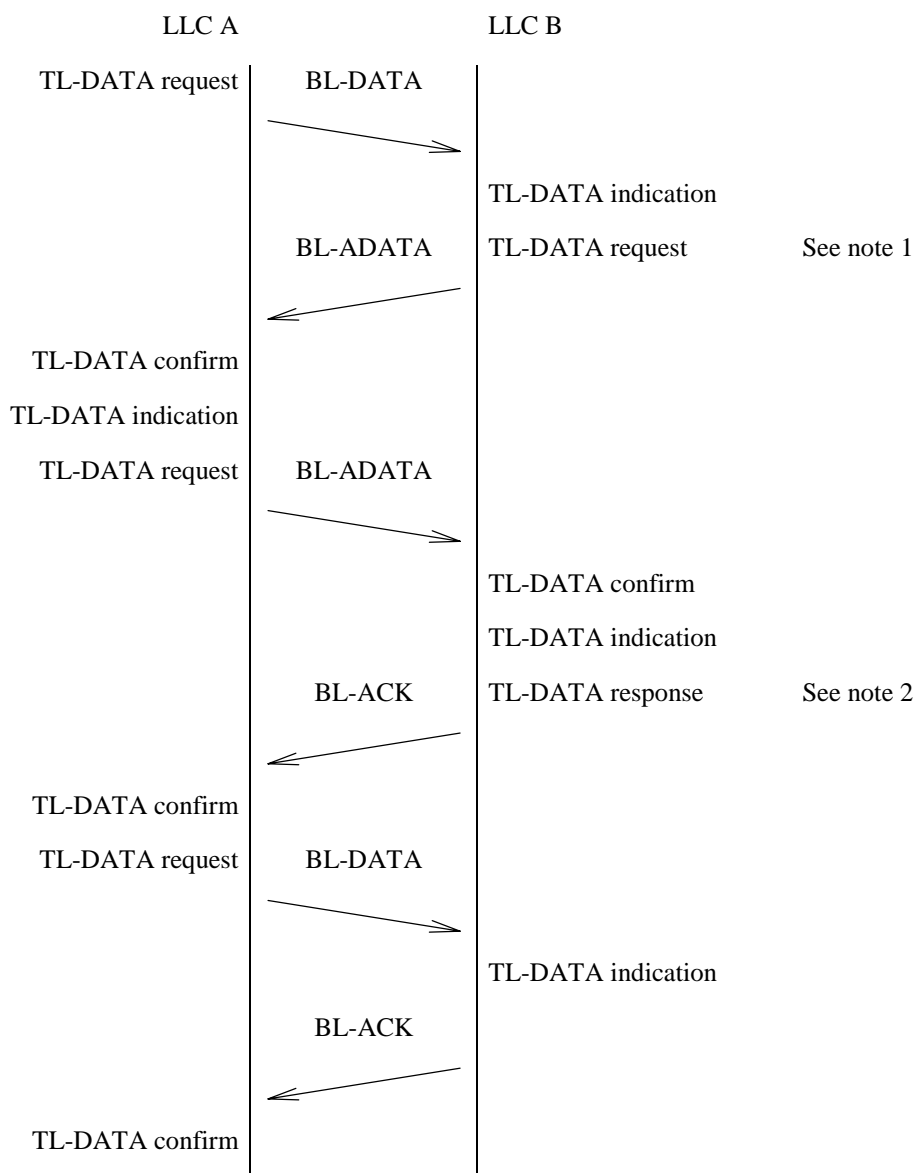 LLC A LLC B
TL-DATA request BL-DATA
TL-DATA indication
BL-ADATA TL-DATA request See note 1
TL-DATA confirm
TL-DATA indication
TL-DATA request BL-ADATA
TL-DATA confirm
TL-DATA indication
BL-ACK TL-DATA response See note 2
TL-DATA confirm
TL-DATA request BL-DATA
TL-DATA indication
BL-ACK
TL-DATA confirm